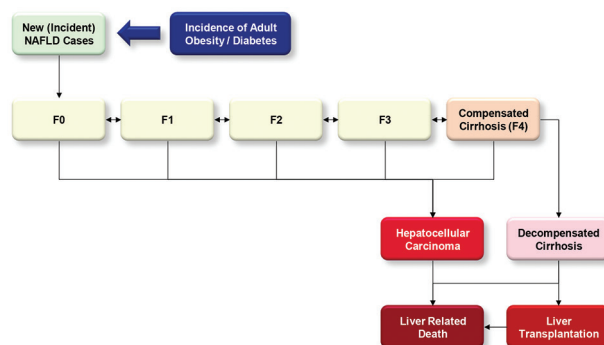 New (Incident)
NAFLD Cases
Incidence of Adult
Obesity / Diabetes
F0
F1
F2
F3
Compensated
Cirrhosis (F4)
Hepatocellular
Carcinoma
Decompensated
Cirrhosis
Liver Related
Death
Liver
Transplantation